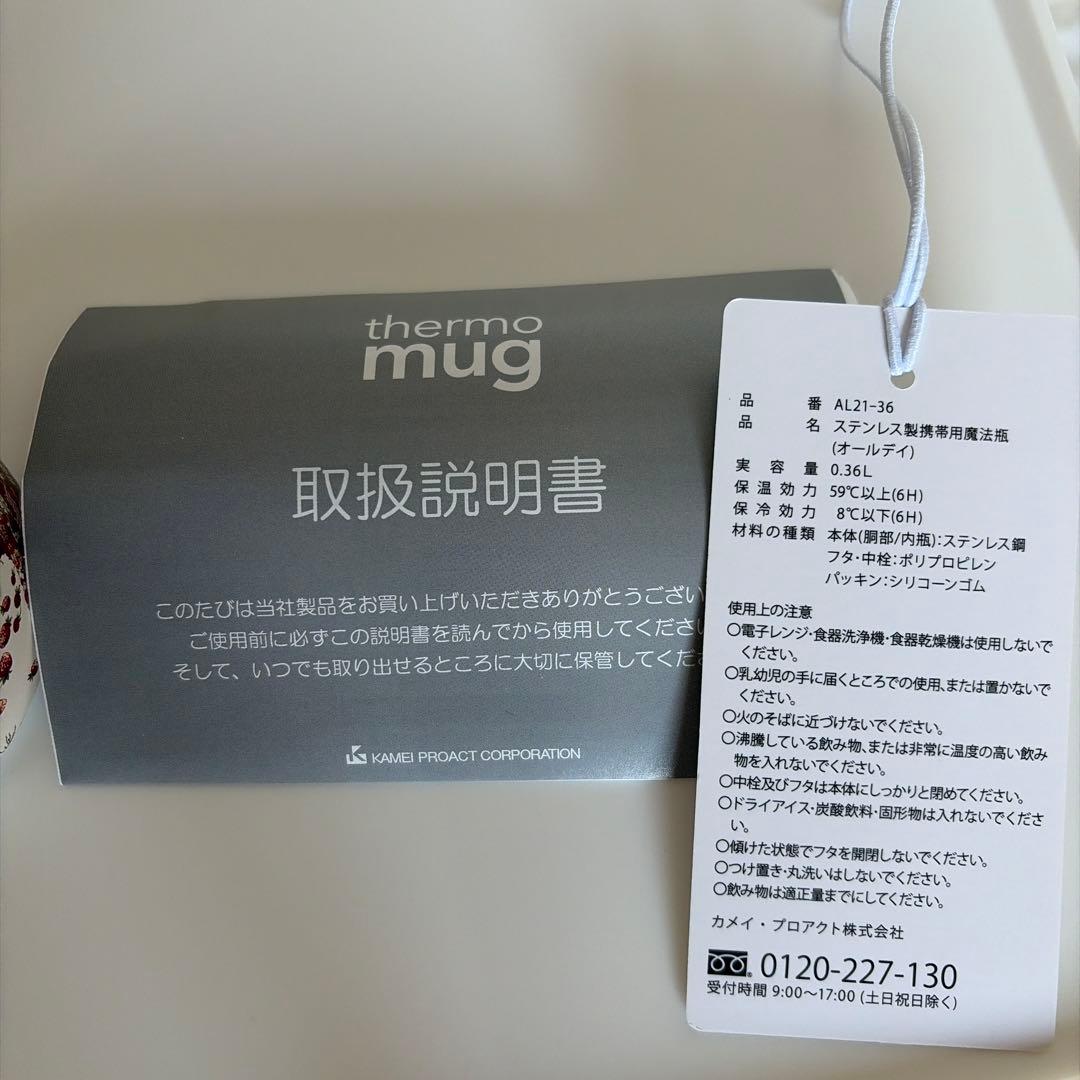 thermo
mug
取扱説明書
このたびは当社製品をお買い上げいただきありがとうござい
ご使用前に必ずこの説明書を読んでから使用してくださ
そして、いつでも取り出せるところに大切に保管してくだ
KAMEI PROACT CORPORATION
品 番 AL21-36
品 名 ステンレス製携帯用魔法瓶
(オールデイ)
実容量 0.36L
保温効力 59℃以上(6H)
保冷効力 8℃以下(6H)
材料の種類 本体(胴部/内瓶):ステンレス鋼
フタ・中栓:ポリプロピレン
パッキン:シリコーンゴム
使用上の注意
○電子レンジ・食器洗浄機・食器乾燥機は使用しないで
ください。
○乳幼児の手に届くところでの使用、または置かないで
ください。
○火のそばに近づけないでください。
○沸騰している飲み物、または非常に温度の高い飲み
物を入れないでください。
○中栓及びフタは本体にしっかりと閉めてください。
○ドライアイス・炭酸飲料・固形物は入れないでくださ
い。
○傾けた状態でフタを開閉しないでください。
○つけ置き・丸洗いはしないでください。
○飲み物は適正量までにしてください。
カメイ・プロアクト株式会社
0120-227-130
受付時間 9:00〜17:00 (土日祝日除く)